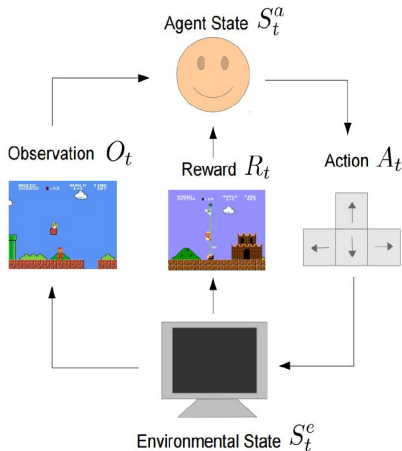 Agent State S_t^a
Observation O_t
Reward R_t
Action A_t
Environmental State S_t^e